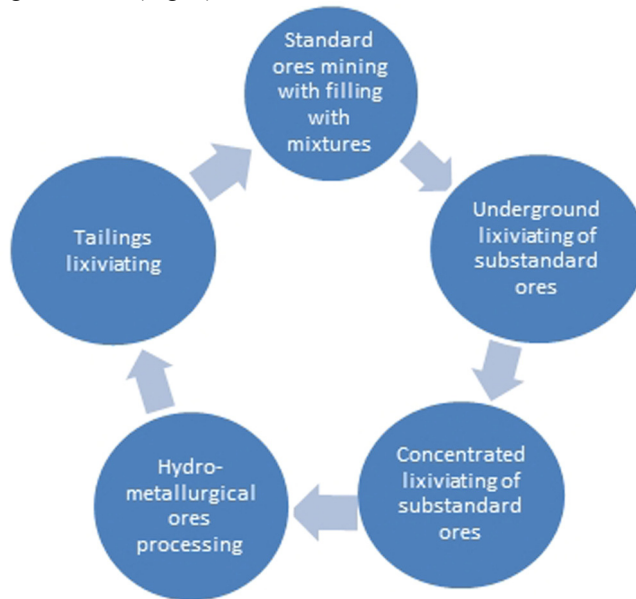 Standard
ores mining
with filling
with
mixtures
Underground
lixiviating of
substandard
ores
Concentrated
lixiviating of
substandard
ores
Hydro-
metallurgical
ores
processing
Tailings
lixiviating